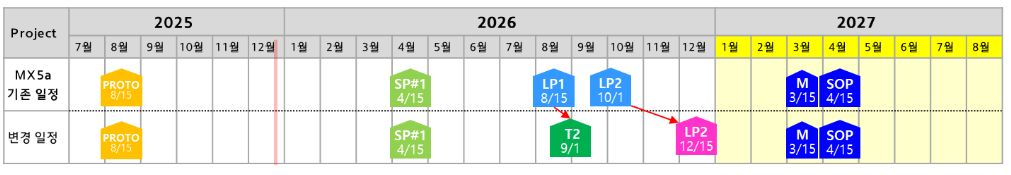 Project
2025
2026
2027
7월 8월 9월 10월 11월 12월 1월 2월 3월 4월 5월 6월 7월 8월 9월 10월 11월 12월 1월 2월 3월 4월 5월 6월 7월 8월
MX5a
기존 일정
PROTO
8/15
SP#1
4/15
LP1
8/15
LP2
10/1
M
3/15
SOP
4/15
변경 일정
PROTO
8/15
SP#1
4/15
T2
9/1
LP2
12/15
M
3/15
SOP
4/15